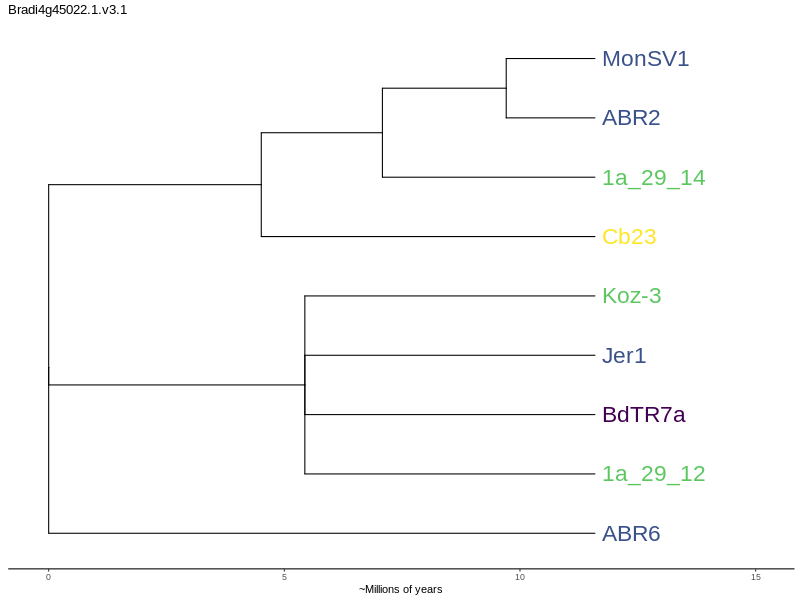 Bradi4g45022.1.v3.1
MonSV1
ABR2
1a_29_14
Cb23
Koz-3
Jer1
BdTR7a
1a_29_12
ABR6
0 5 10 15
~Millions of years